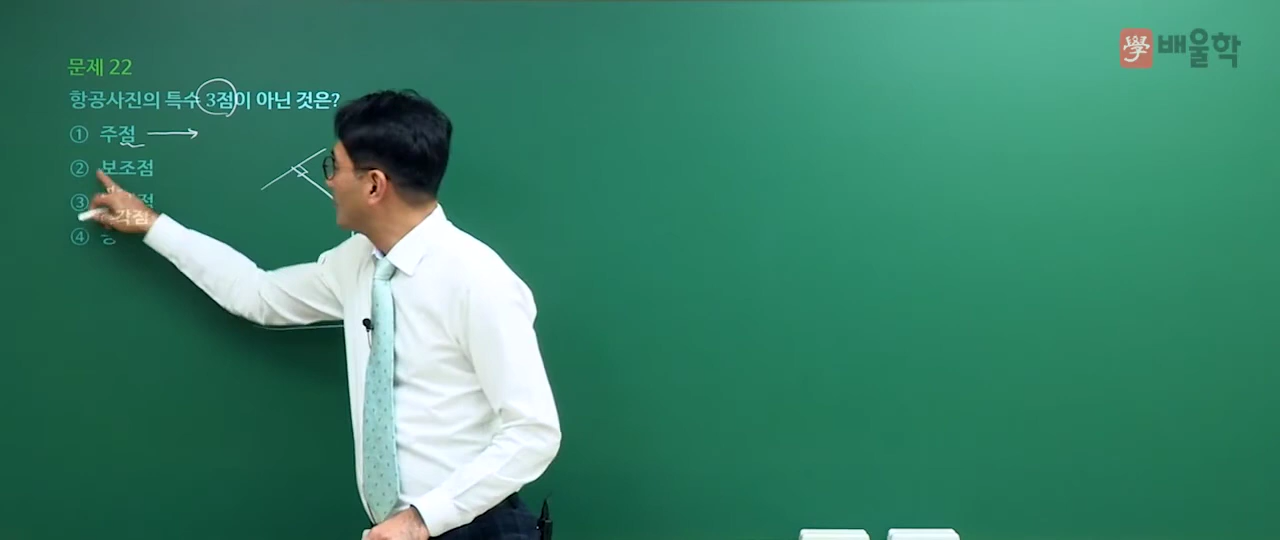 學 배울학
문제 22
항공사진의 특수 3점이 아닌 것은?
① 주점
② 보조점
③ 점
④